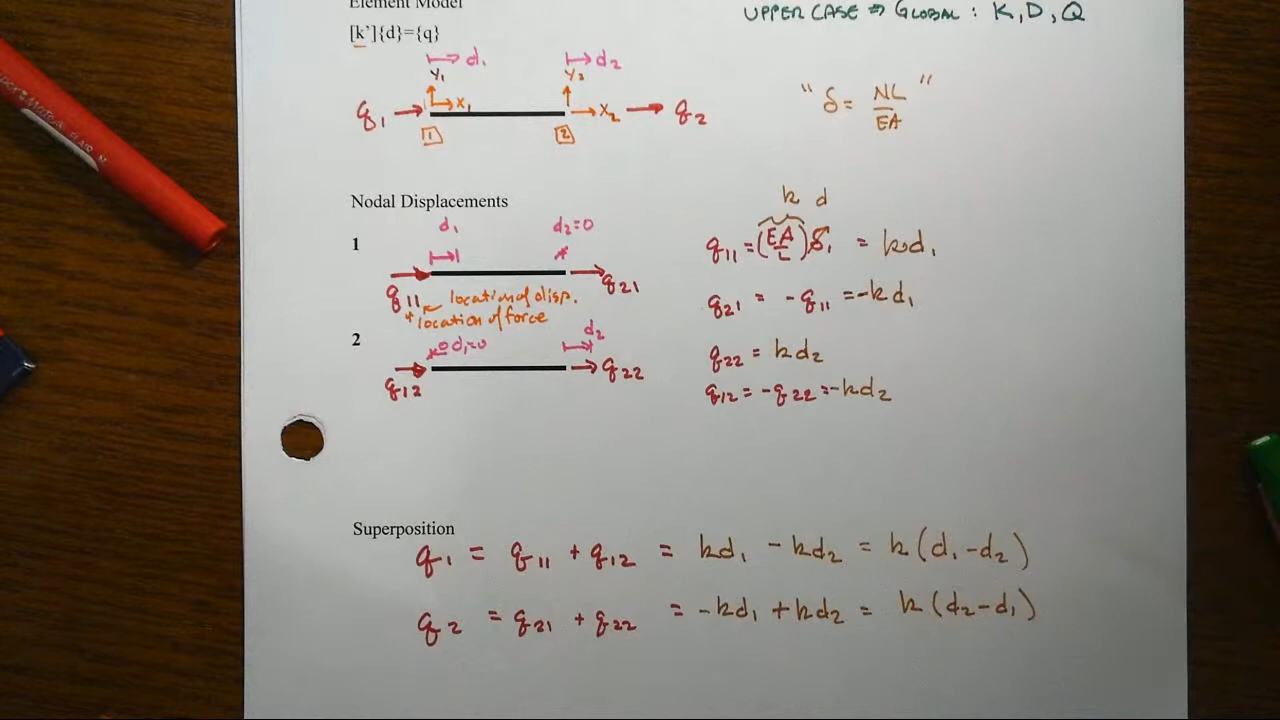 Element Model
UPPER CASE ⇒ GLOBAL : K, D, Q
[k']{d}={q}
d₁ d₂
y₁ y₂
q₁ x₁ x₂ q₂
1 2
" δ = NL/EA "
Nodal Displacements
k d
1
d₁ d₂=0
q₁₁ q₂₁
q₁₁ = (EA/L) δ₁ = kd₁
location of disp.
location of force
q₂₁ = -q₁₁ = -kd₁
2
d₁=0 d₂
q₁₂ q₂₂
q₂₂ = kd₂
q₁₂ = -q₂₂ = -kd₂
Superposition
q₁ = q₁₁ + q₁₂ = kd₁ - kd₂ = k(d₁-d₂)
q₂ = q₂₁ + q₂₂ = -kd₁ + kd₂ = k(d₂-d₁)